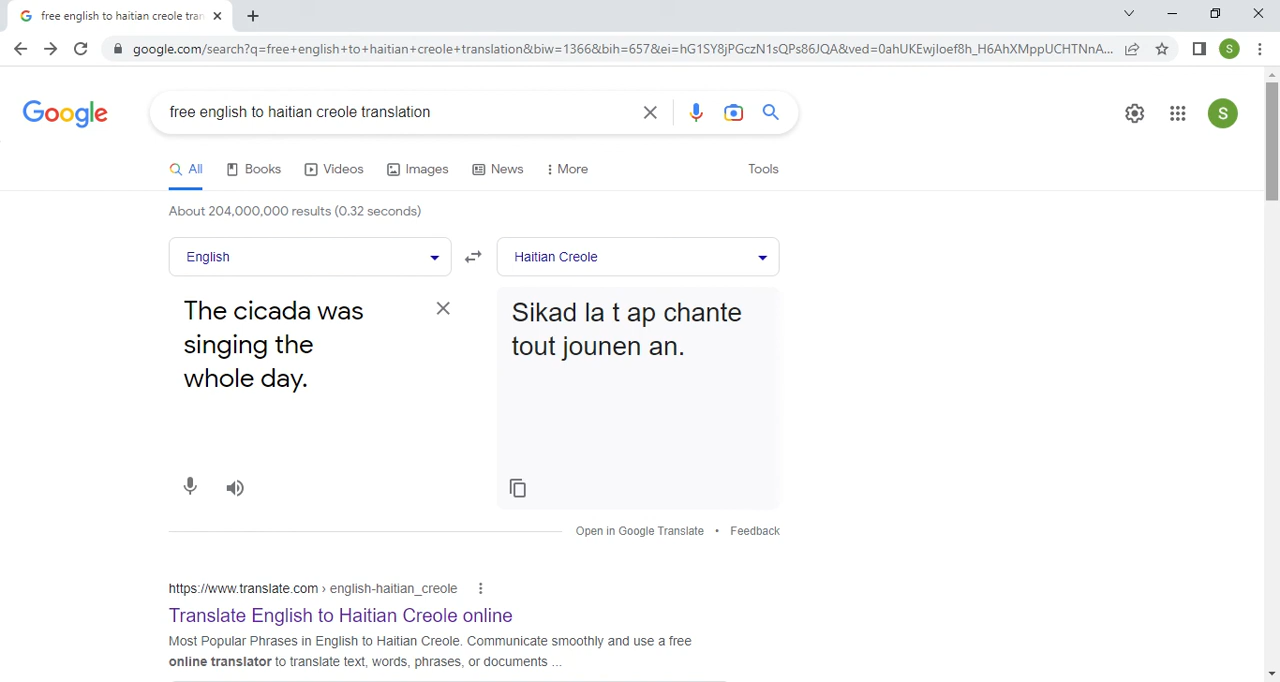 free english to haitian creole tran
google.com/search?q=free+english+to+haitian+creole+translation&biw=1366&bih=657&ei=hG1SY8jPGczN1sQPs86JQA&ved=0ahUKEwjloef8h_H6AhXMppUCHTNnA...
S
Google
free english to haitian creole translation
S
All
Books
Videos
Images
News
More
Tools
About 204,000,000 results (0.32 seconds)
English
Haitian Creole
The cicada was
singing the
whole day.
Sikad la t ap chante
tout jounen an.
Open in Google Translate • Feedback
https://www.translate.com › english-haitian_creole
Translate English to Haitian Creole online
Most Popular Phrases in English to Haitian Creole. Communicate smoothly and use a free
online translator to translate text, words, phrases, or documents ...